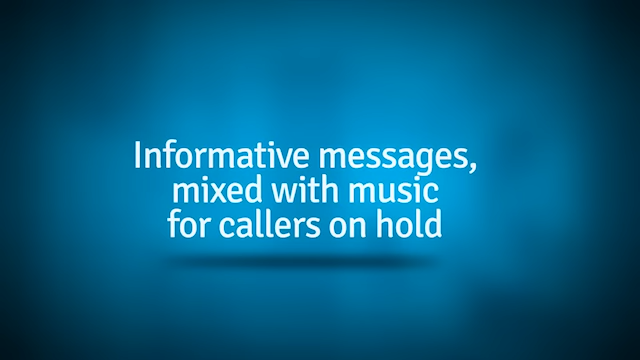 Informative messages,
mixed with music
for callers on hold